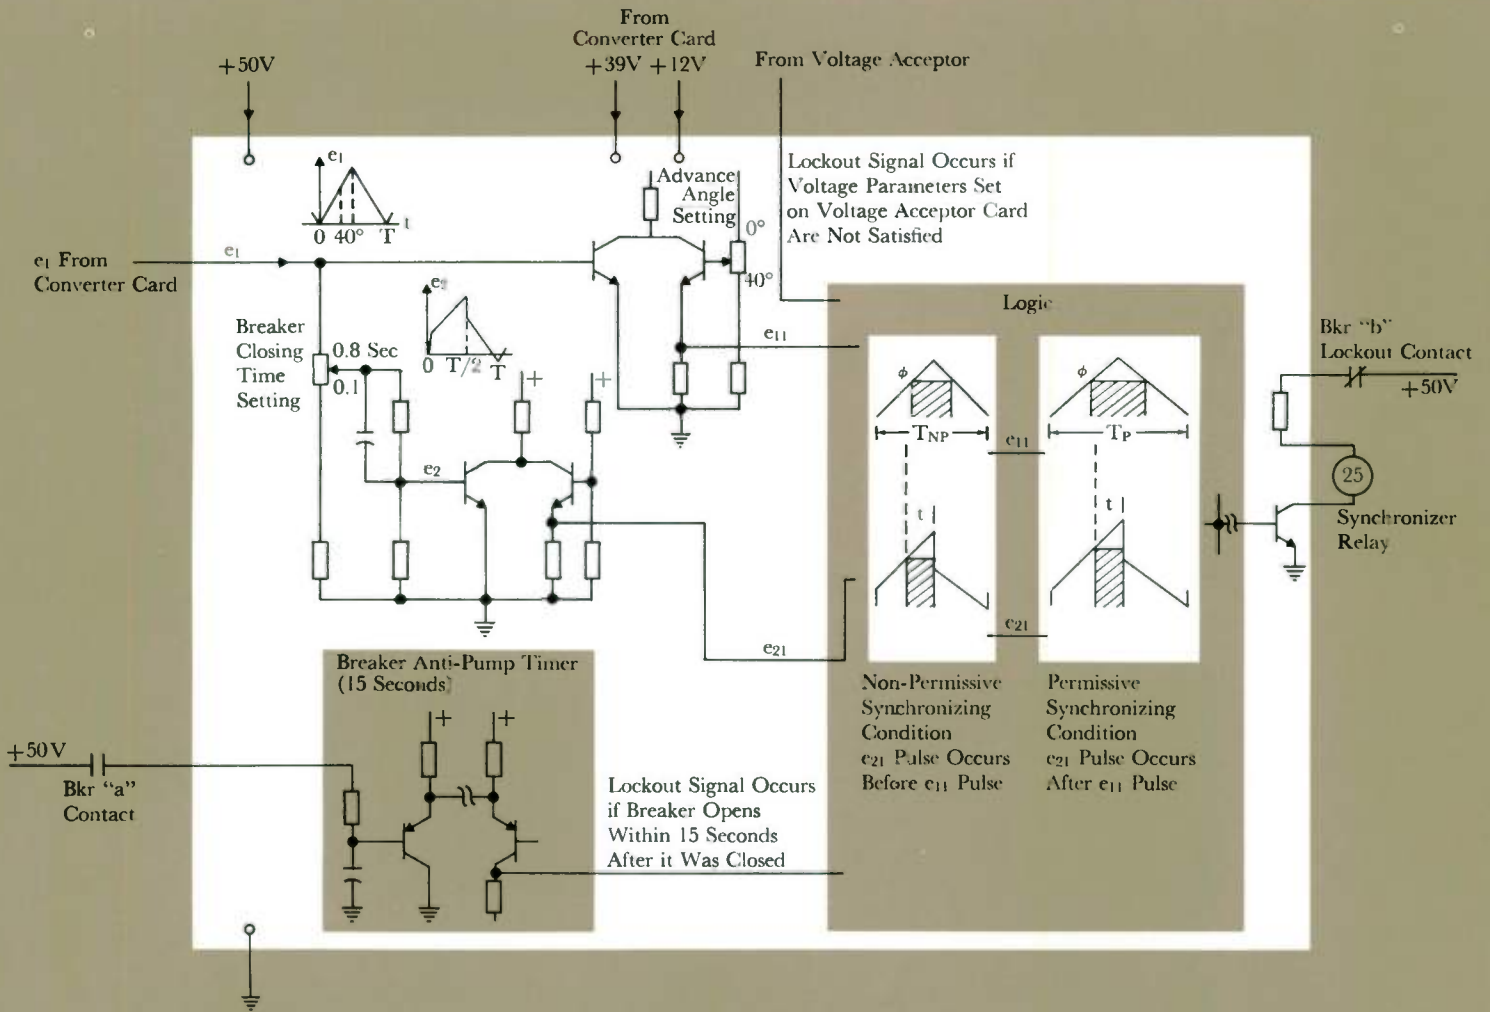 From
Converter Card
+50V
+39V +12V
From Voltage Acceptor
e1
0 40° T t
Advance
Angle
Setting
0°
40°
Lockout Signal Occurs if
Voltage Parameters Set
on Voltage Acceptor Card
Are Not Satisfied
e1 From
Converter Card
e1
e2
0 T/2 T
Breaker
Closing
Time
Setting
0.8 Sec
0.1
+
+
e2
e11
Logic
Bkr "b"
Lockout Contact
+50V
φ
φ
TNP
TP
e11
t
t
25
Synchronizer
Relay
e21
e21
Breaker Anti-Pump Timer
(15 Seconds)
+
+
Non-Permissive
Synchronizing
Condition
e21 Pulse Occurs
Before e11 Pulse
Permissive
Synchronizing
Condition
e21 Pulse Occurs
After e11 Pulse
+50V
Bkr "a"
Contact
Lockout Signal Occurs
if Breaker Opens
Within 15 Seconds
After it Was Closed